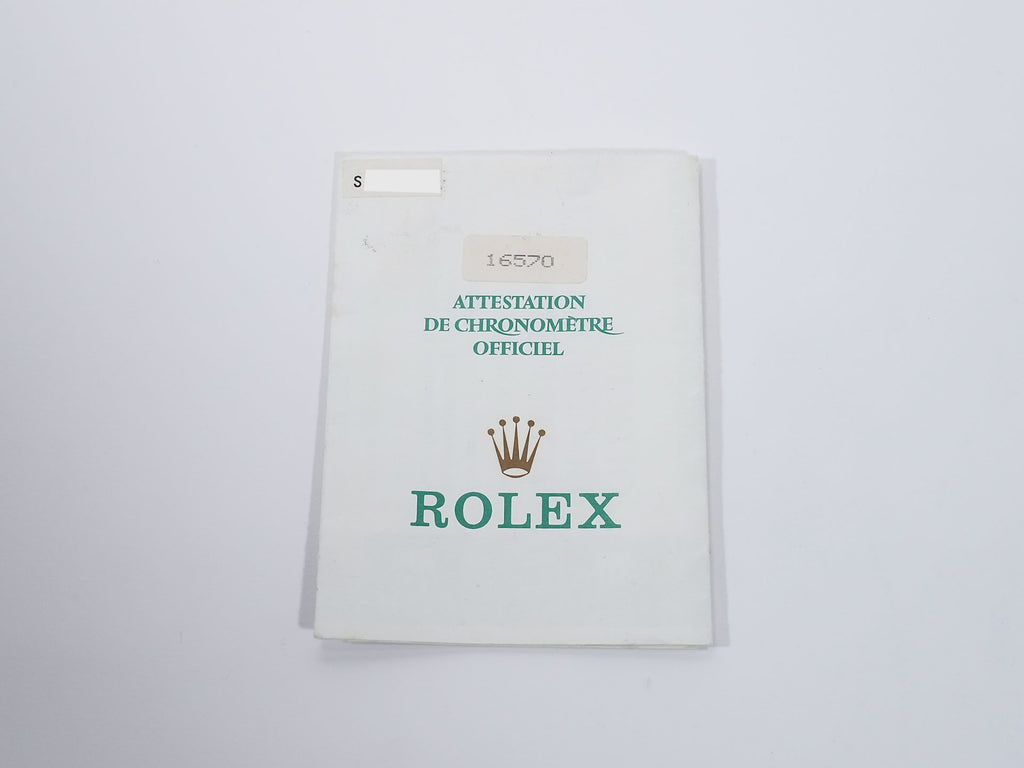 S
16570
ATTESTATION
DE CHRONOMÈTRE
OFFICIEL
ROLEX